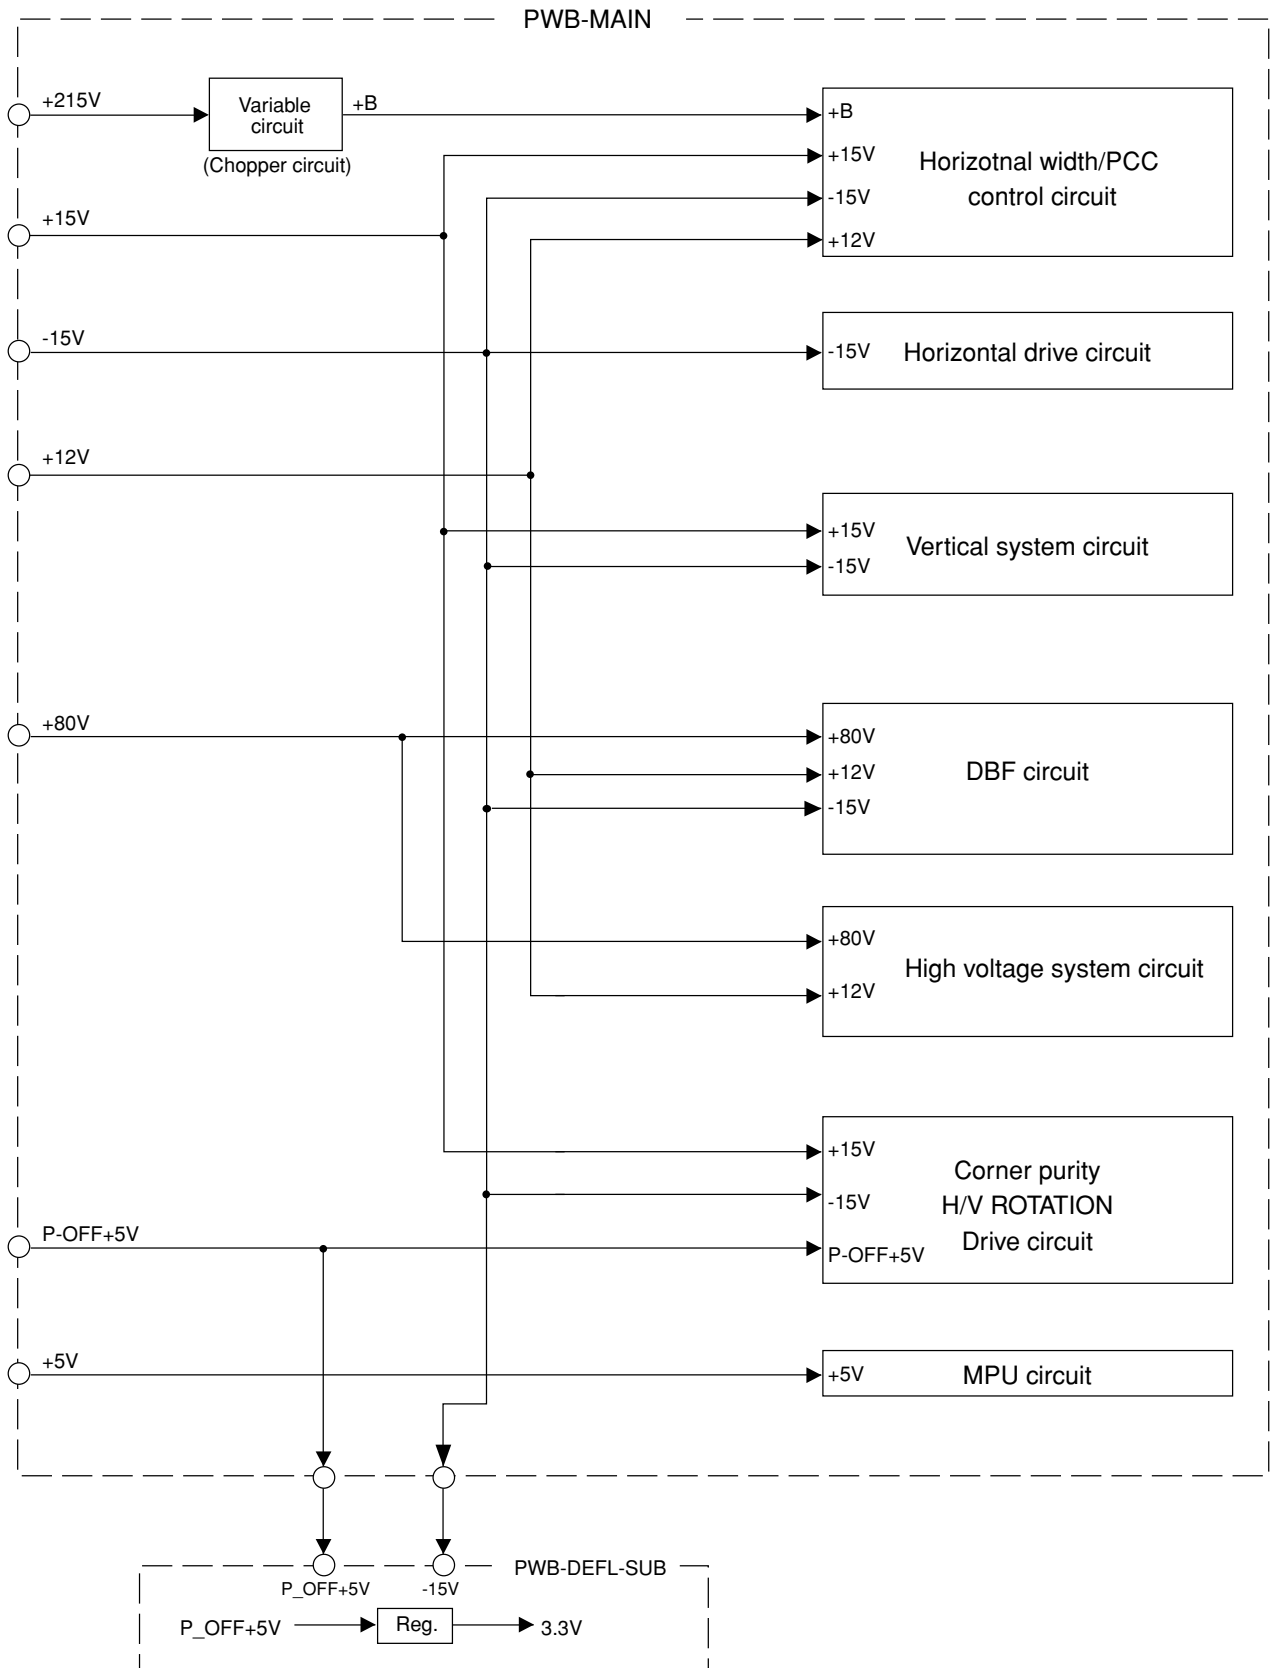 PWB-MAIN
+215V
Variable
circuit
+B
(Chopper circuit)
+B
+15V
-15V
+12V
Horizotnal width/PCC
control circuit
+15V
-15V
-15V
Horizontal drive circuit
+12V
+15V
-15V
Vertical system circuit
+80V
+80V
+12V
-15V
DBF circuit
+80V
+12V
High voltage system circuit
+15V
-15V
P-OFF+5V
Corner purity
H/V ROTATION
Drive circuit
P-OFF+5V
+5V
+5V
MPU circuit
PWB-DEFL-SUB
P_OFF+5V
-15V
P_OFF+5V
Reg.
3.3V